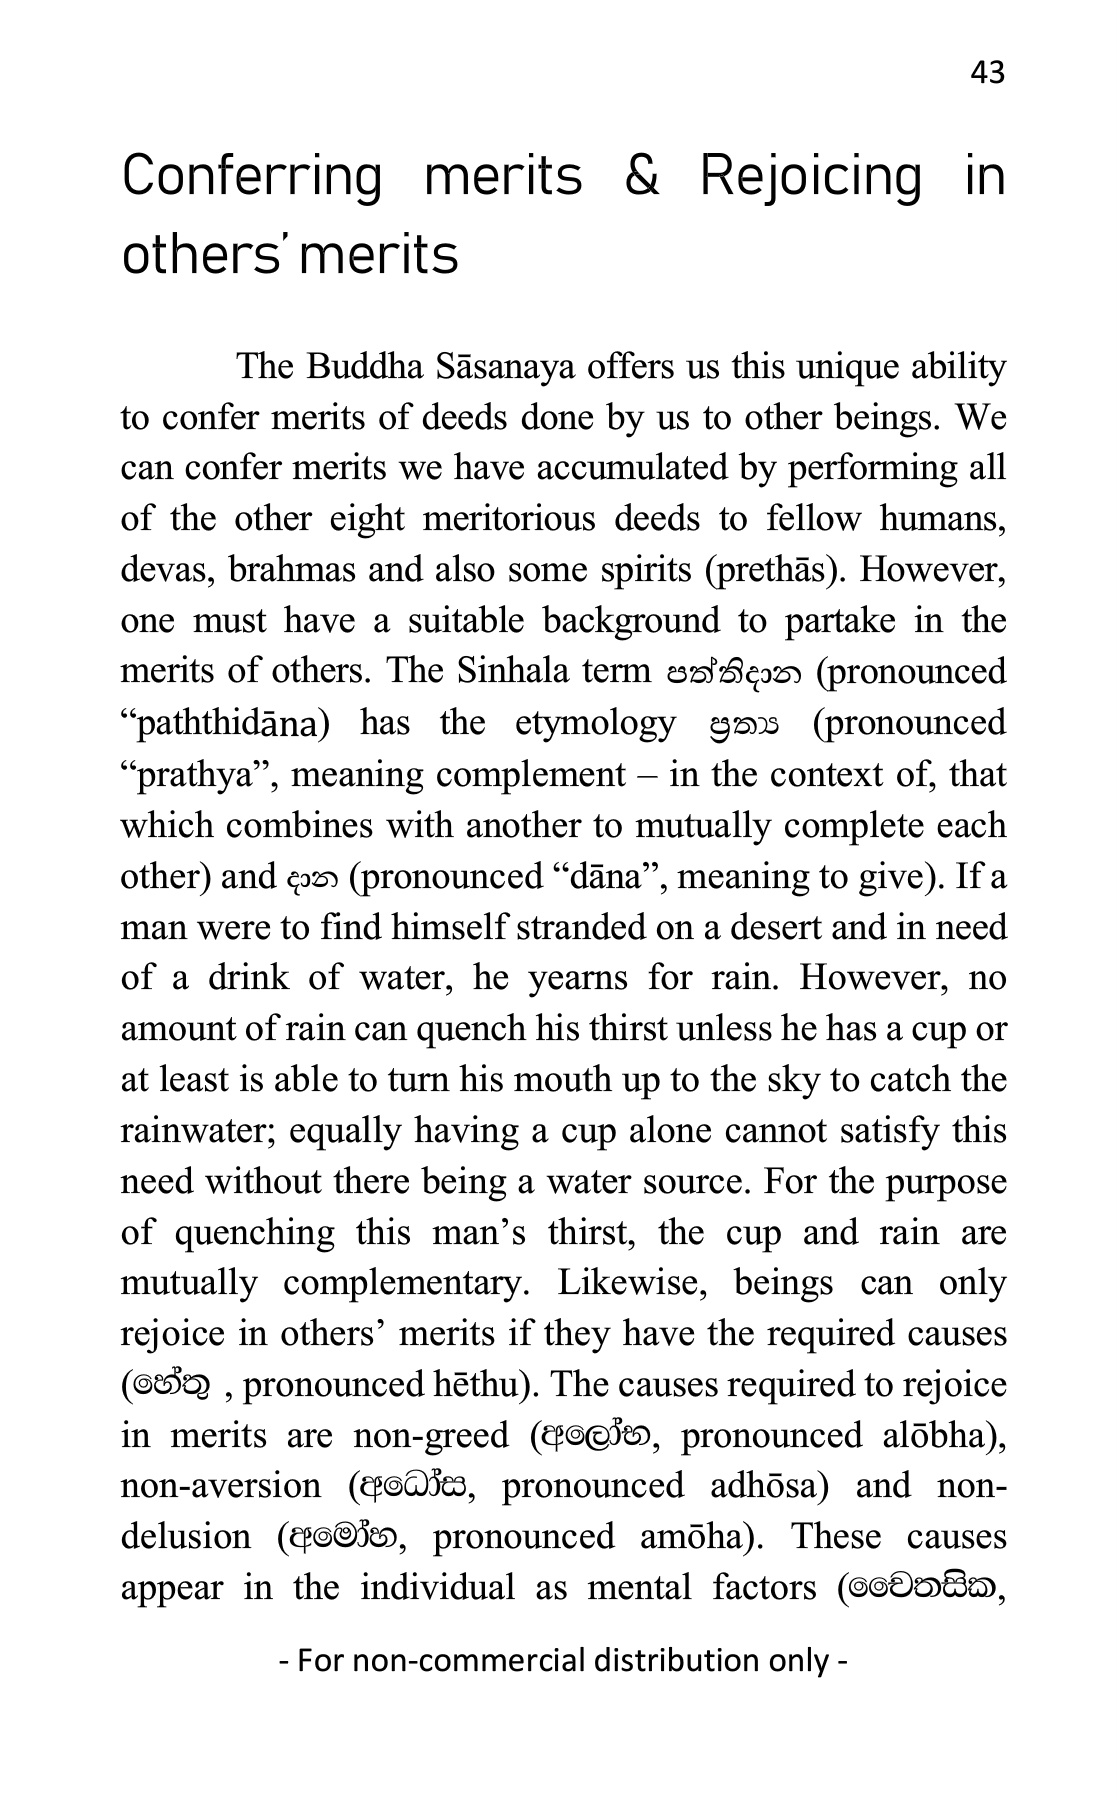 43
Conferring merits & Rejoicing in
others’ merits
The Buddha Sāsanaya offers us this unique ability
to confer merits of deeds done by us to other beings. We
can confer merits we have accumulated by performing all
of the other eight meritorious deeds to fellow humans,
devas, brahmas and also some spirits (prethās). However,
one must have a suitable background to partake in the
merits of others. The Sinhala term පත්තිදාන (pronounced
“paththidāna) has the etymology ප්‍රත්‍ය (pronounced
“prathya”, meaning complement – in the context of, that
which combines with another to mutually complete each
other) and දාන (pronounced “dāna”, meaning to give). If a
man were to find himself stranded on a desert and in need
of a drink of water, he yearns for rain. However, no
amount of rain can quench his thirst unless he has a cup or
at least is able to turn his mouth up to the sky to catch the
rainwater; equally having a cup alone cannot satisfy this
need without there being a water source. For the purpose
of quenching this man’s thirst, the cup and rain are
mutually complementary. Likewise, beings can only
rejoice in others’ merits if they have the required causes
(හේතු , pronounced hēthu). The causes required to rejoice
in merits are non-greed (අලෝභ, pronounced alōbha),
non-aversion (අධෝස, pronounced adhōsa) and non-
delusion (අමෝහ, pronounced amōha). These causes
appear in the individual as mental factors (චෛතසික,
- For non-commercial distribution only -